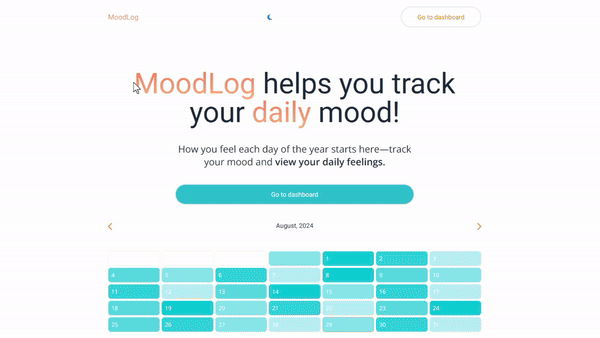 MoodLog
Go to dashboard
MoodLog helps you track
your daily mood!
How you feel each day of the year starts here—track
your mood and view your daily feelings.
Go to dashboard
August, 2024
1 2 3
4 5 6 7 8 9 10
11 12 13 14 15 16 17
18 19 20 21 22 23 24
25 26 27 28 29 30 31